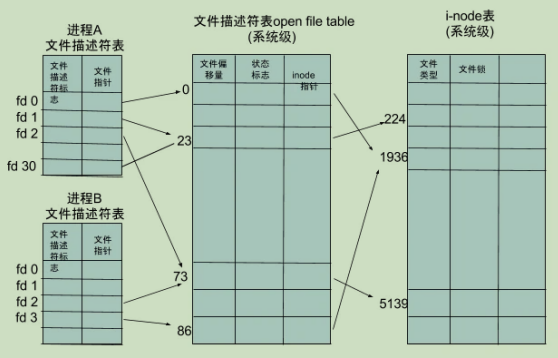 进程A
文件描述符表
文件
描述
符标
志
文件
指针
fd 0
fd 1
fd 2
fd 30
进程B
文件描述符表
文件
描述
符标
志
文件
指针
fd 0
fd 1
fd 2
fd 3
文件描述符表open file table
(系统级)
文件偏
移量
状态
标志
inode
指针
0
23
73
86
i-node表
(系统级)
文件
类型
文件锁
224
1936
5139